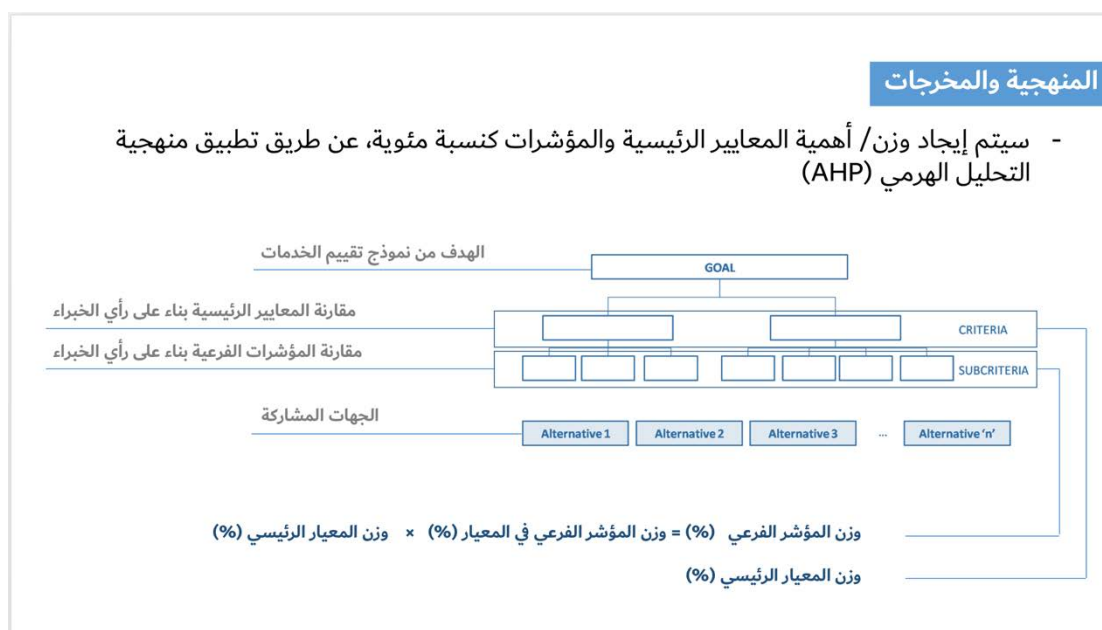 المنهجية والمخرجات
- سيتم إيجاد وزن/ أهمية المعايير الرئيسية والمؤشرات كنسبة مئوية، عن طريق تطبيق منهجية
التحليل الهرمي (AHP)
الهدف من نموذج تقييم الخدمات
GOAL
مقارنة المعايير الرئيسية بناء على رأي الخبراء
CRITERIA
مقارنة المؤشرات الفرعية بناء على رأي الخبراء
SUBCRITERIA
الجهات المشاركة
Alternative 1 Alternative 2 Alternative 3 ... Alternative ‘n’
وزن المؤشر الفرعي (%) = وزن المؤشر الفرعي في المعيار (%) × وزن المعيار الرئيسي (%)
وزن المعيار الرئيسي (%)